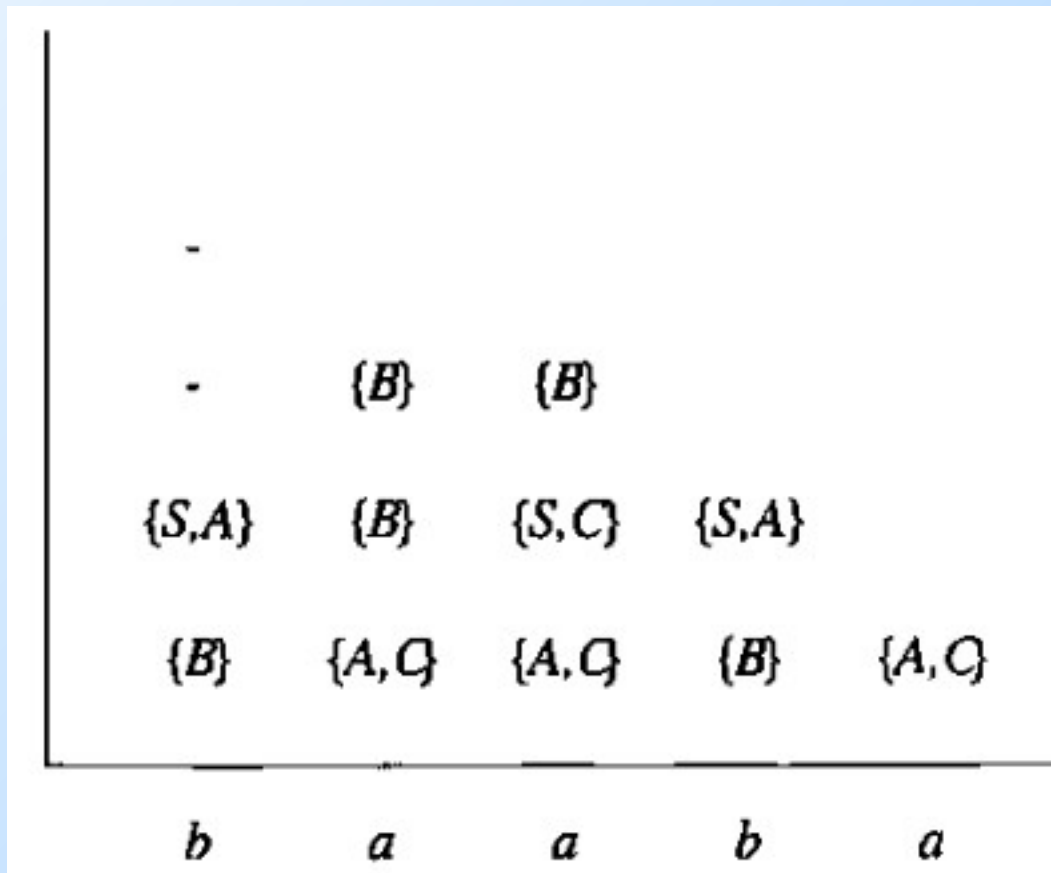 -
- {B} {B}
{S,A} {B} {S,C} {S,A}
{B} {A,C} {A,C} {B} {A,C}
b a a b a